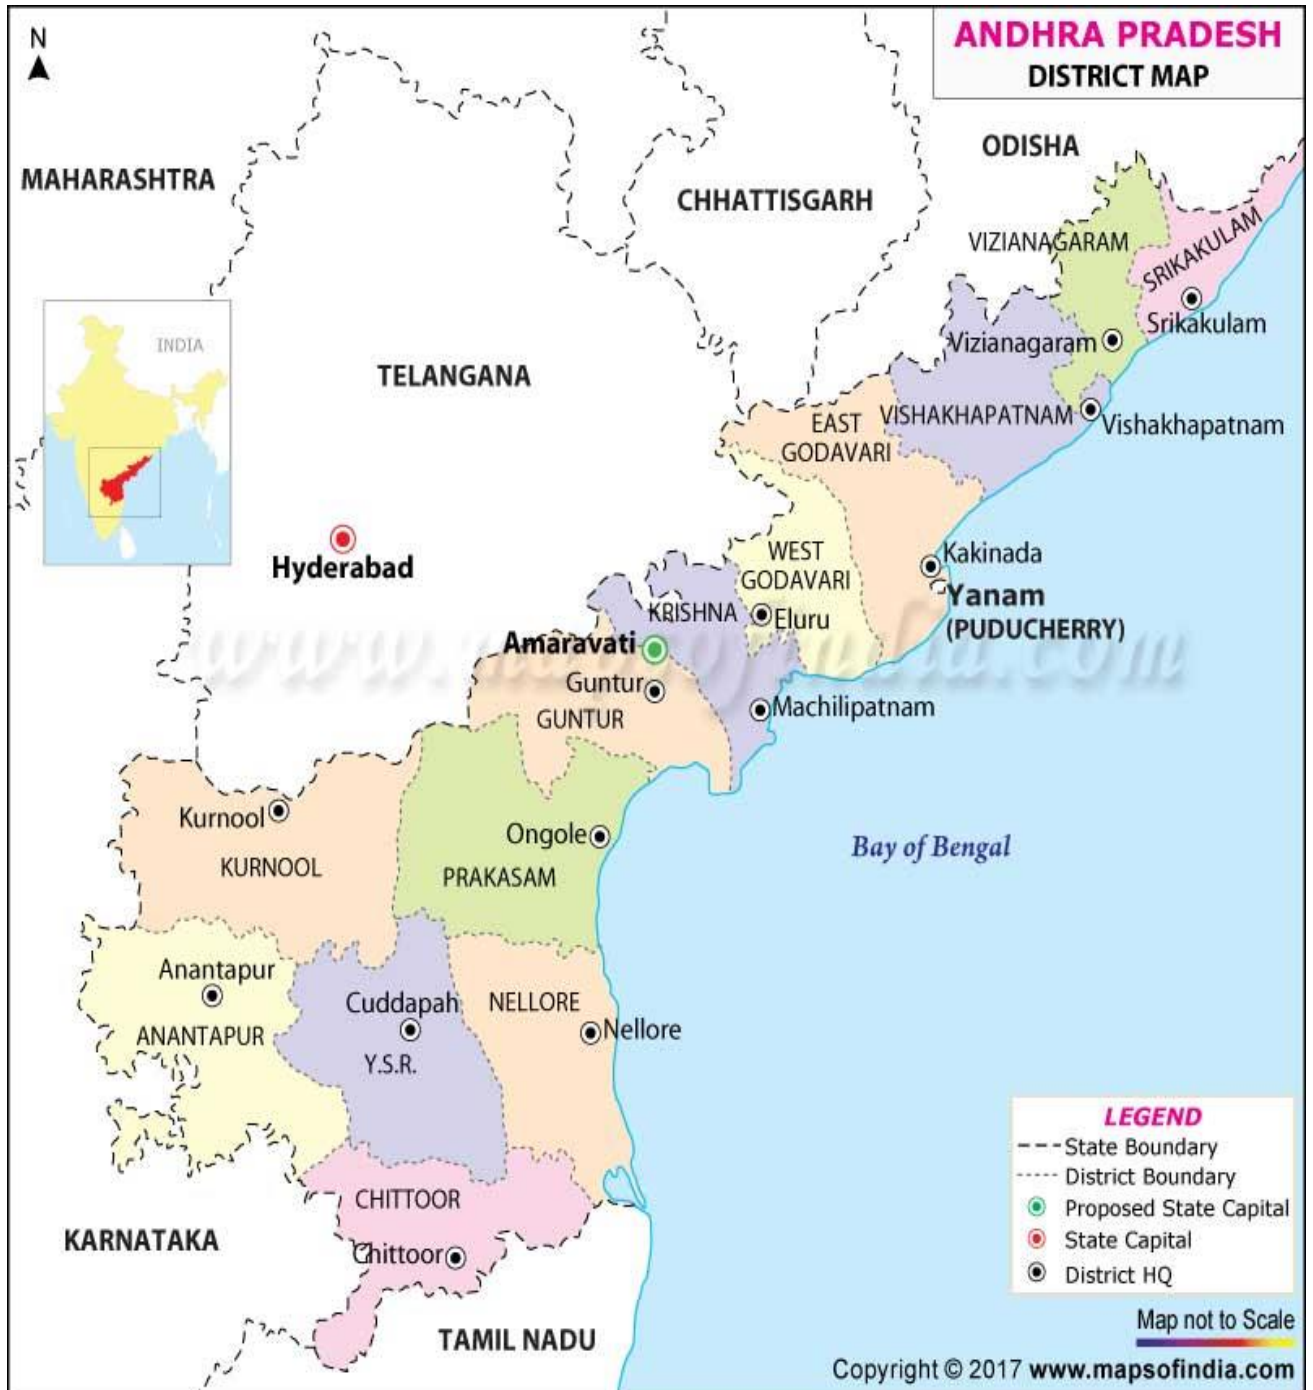 ANDHRA PRADESH
DISTRICT MAP
N
ODISHA
MAHARASHTRA
CHHATTISGARH
VIZIANAGARAM
SRIKAKULAM
Srikakulam
INDIA
Vizianagaram
TELANGANA
EAST
GODAVARI
VISHAKHAPATNAM
Vishakhapatnam
Hyderabad
WEST
GODAVARI
Kakinada
Yanam
(PUDUCHERRY)
KRISHNA
Eluru
Amaravati
www.mapsofindia.com
Guntur
GUNTUR
Machilipatnam
Kurnool
KURNOOL
Ongole
PRAKASAM
Bay of Bengal
Anantapur
ANANTAPUR
Cuddapah
Y.S.R.
NELLORE
Nellore
CHITTOOR
Chittoor
KARNATAKA
TAMIL NADU
LEGEND
State Boundary
District Boundary
Proposed State Capital
State Capital
District HQ
Map not to Scale
Copyright © 2017 www.mapsofindia.com